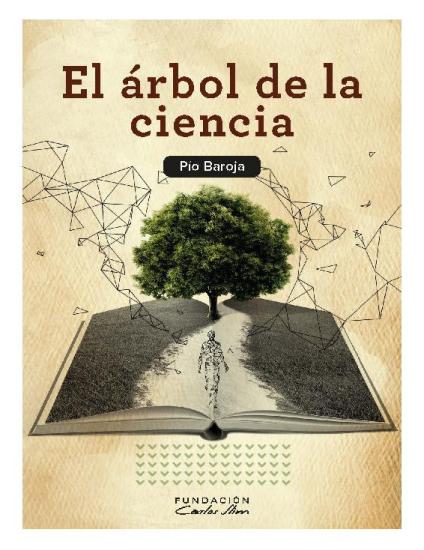 El árbol de la
ciencia
Pío Baroja
FUNDACIÓN
Carlos Slim